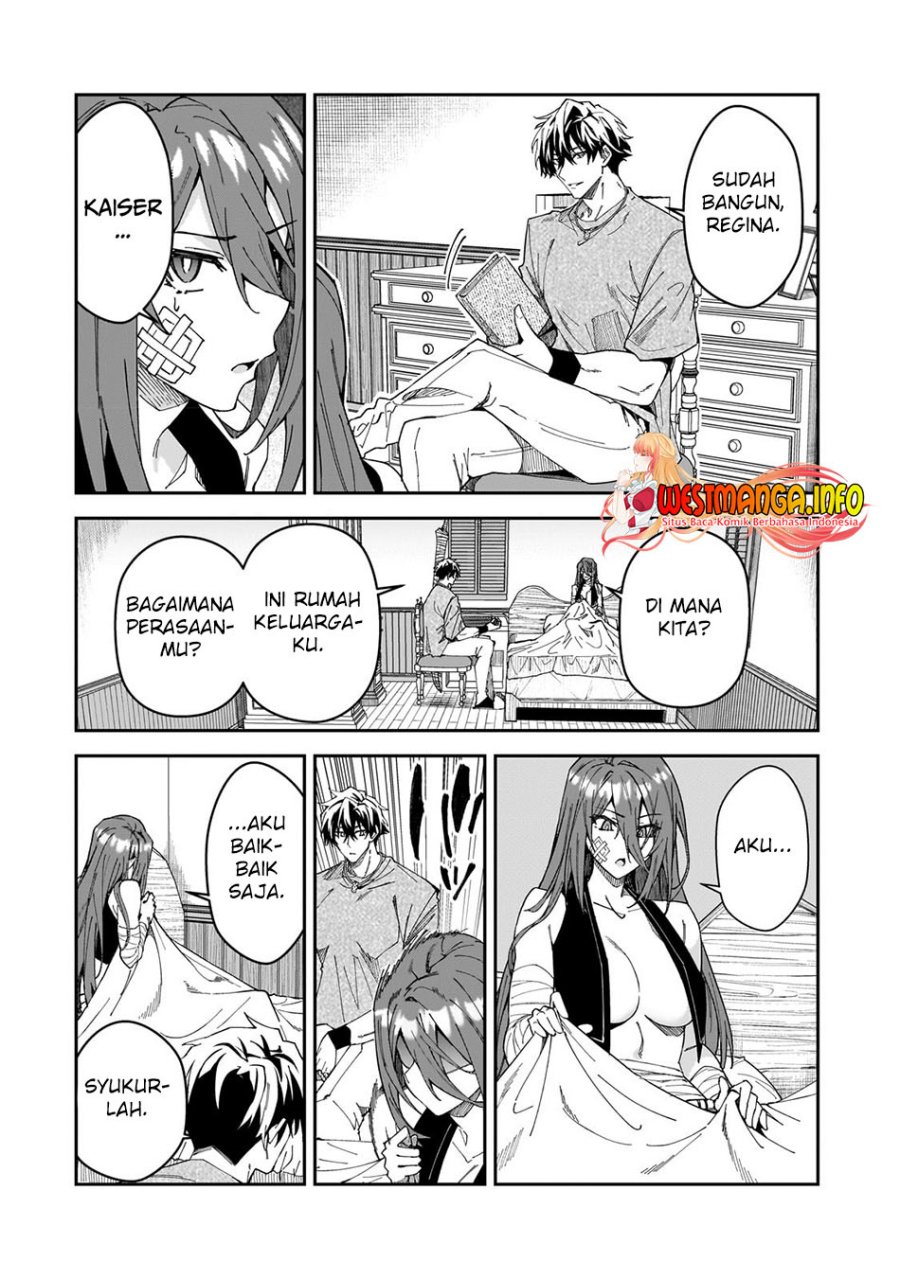 SUDAH
BANGUN,
REGINA.
KAISER
...
WESTMANGA.INFO
Situs Baca Komik Berbahasa Indonesia
DI MANA
KITA?
INI RUMAH
KELUARGA-
KU.
BAGAIMANA
PERASAAN-
MU?
AKU...
...AKU
BAIK-
BAIK
SAJA.
SYUKUR-
LAH.